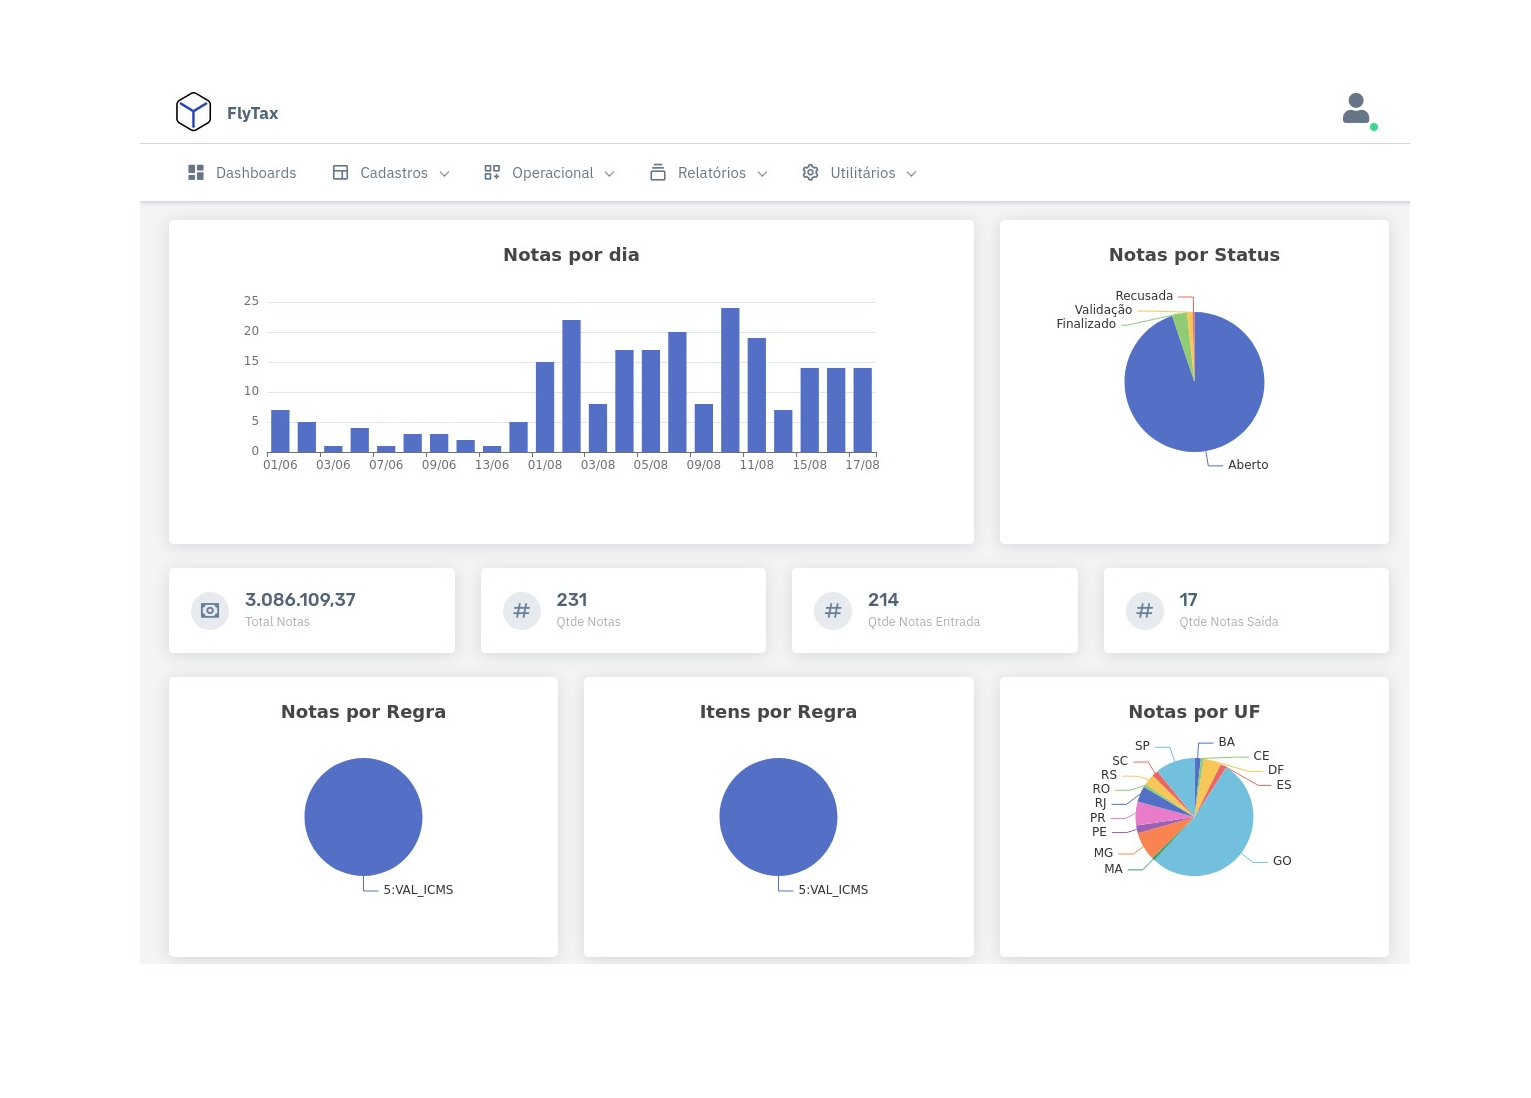 FlyTax
Dashboards Cadastros Operacional Relatórios Utilitários
Notas por dia
25
20
15
10
5
0
01/06 03/06 07/06 09/06 13/06 01/08 03/08 05/08 09/08 11/08 15/08 17/08
Notas por Status
Recusada
Validação
Finalizado
Aberto
3.086.109,37
Total Notas
231
Qtde Notas
214
Qtde Notas Entrada
17
Qtde Notas Saída
Notas por Regra
5:VAL_ICMS
Itens por Regra
5:VAL_ICMS
Notas por UF
SP BA
SC CE
RS DF
RO ES
RJ
PR
PE
MG GO
MA